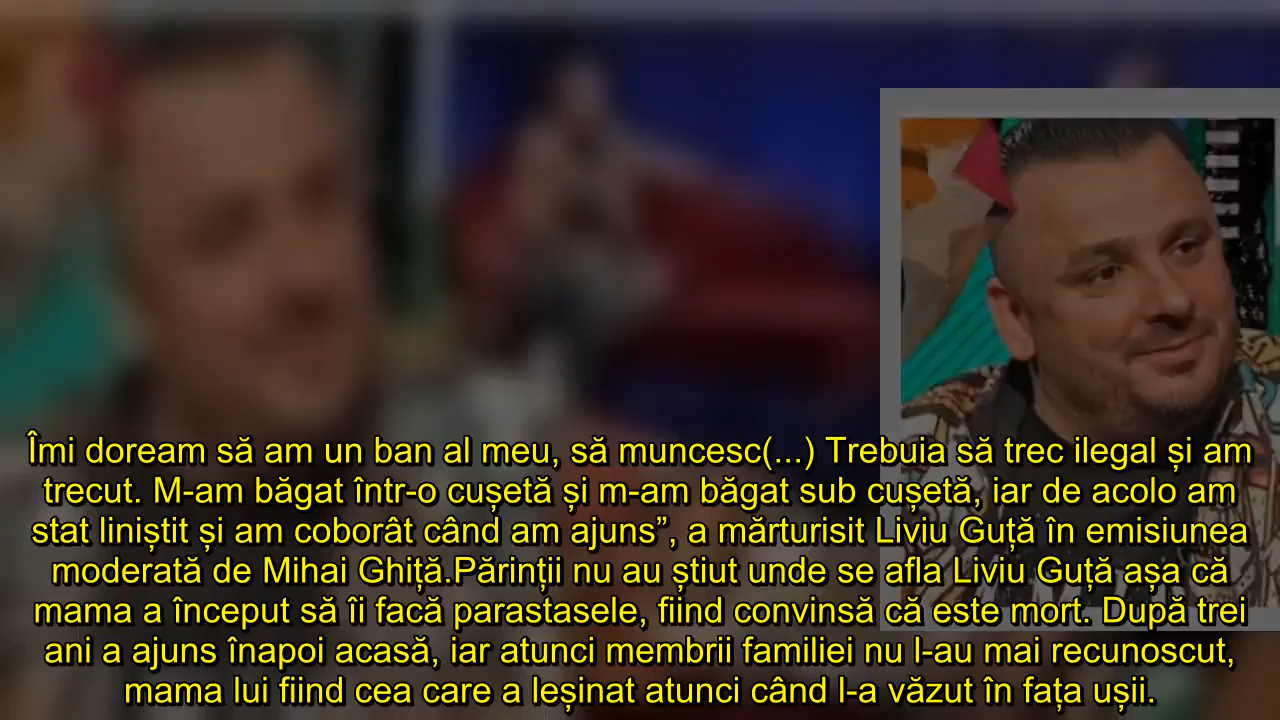 Îmi doream să am un ban al meu, să muncesc(...) Trebuia să trec ilegal și am
trecut. M-am băgat într-o cușetă și m-am băgat sub cușetă, iar de acolo am
stat liniștit și am coborât când am ajuns”, a mărturisit Liviu Guță în emisiunea
moderată de Mihai Ghiță.Părinții nu au știut unde se afla Liviu Guță așa că
mama a început să îi facă parastasele, fiind convinsă că este mort. După trei
ani a ajuns înapoi acasă, iar atunci membrii familiei nu l-au mai recunoscut,
mama lui fiind cea care a leșinat atunci când l-a văzut în fața ușii.